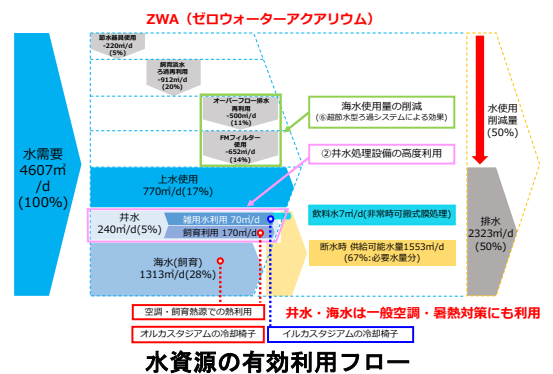 ZWA（ゼロウォーターアクアリウム）
節水器具使用
-220㎥/d
(5%)
飼育淡水
ろ過再利用
-912㎥/d
(20%)
オーバーフロー排水
再利用
-500㎥/d
(11%)
FMフィルター
使用
-652㎥/d
(14%)
海水使用量の削減
(⑥超節水型ろ過システムによる効果)
②井水処理設備の高度利用
水使用
削減量
(50%)
水需要
4607㎥
/d
(100%)
上水使用
770㎥/d(17%)
井水
240㎥/d(5%)
雑用水利用 70㎥/d
飼育利用 170㎥/d
海水(飼育)
1313㎥/d(28%)
飲料水7㎥/d(非常時可搬式膜処理)
断水時 供給可能水量1553㎥/d
(67%:必要水量分)
排水
2323㎥/d
(50%)
空調・飼育熱源での熱利用
井水・海水は一般空調・暑熱対策にも利用
オルカスタジアムの冷却椅子
イルカスタジアムの冷却椅子
水資源の有効利用フロー